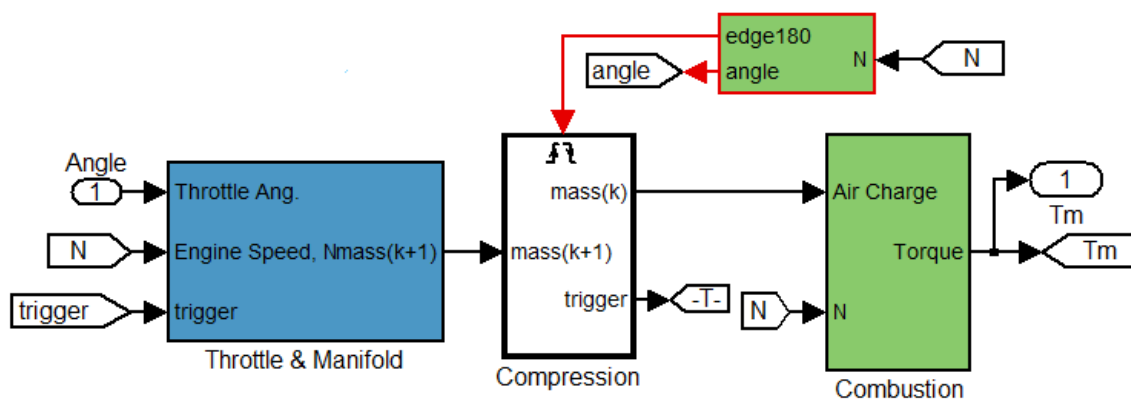 edge180
angle
angle
N
N
Angle
1
Throttle Ang.
N
Engine Speed, N
mass(k+1)
trigger
trigger
Throttle & Manifold
mass(k)
mass(k+1)
trigger
-T-
Compression
Air Charge
Torque
N
N
Combustion
1
Tm
Tm